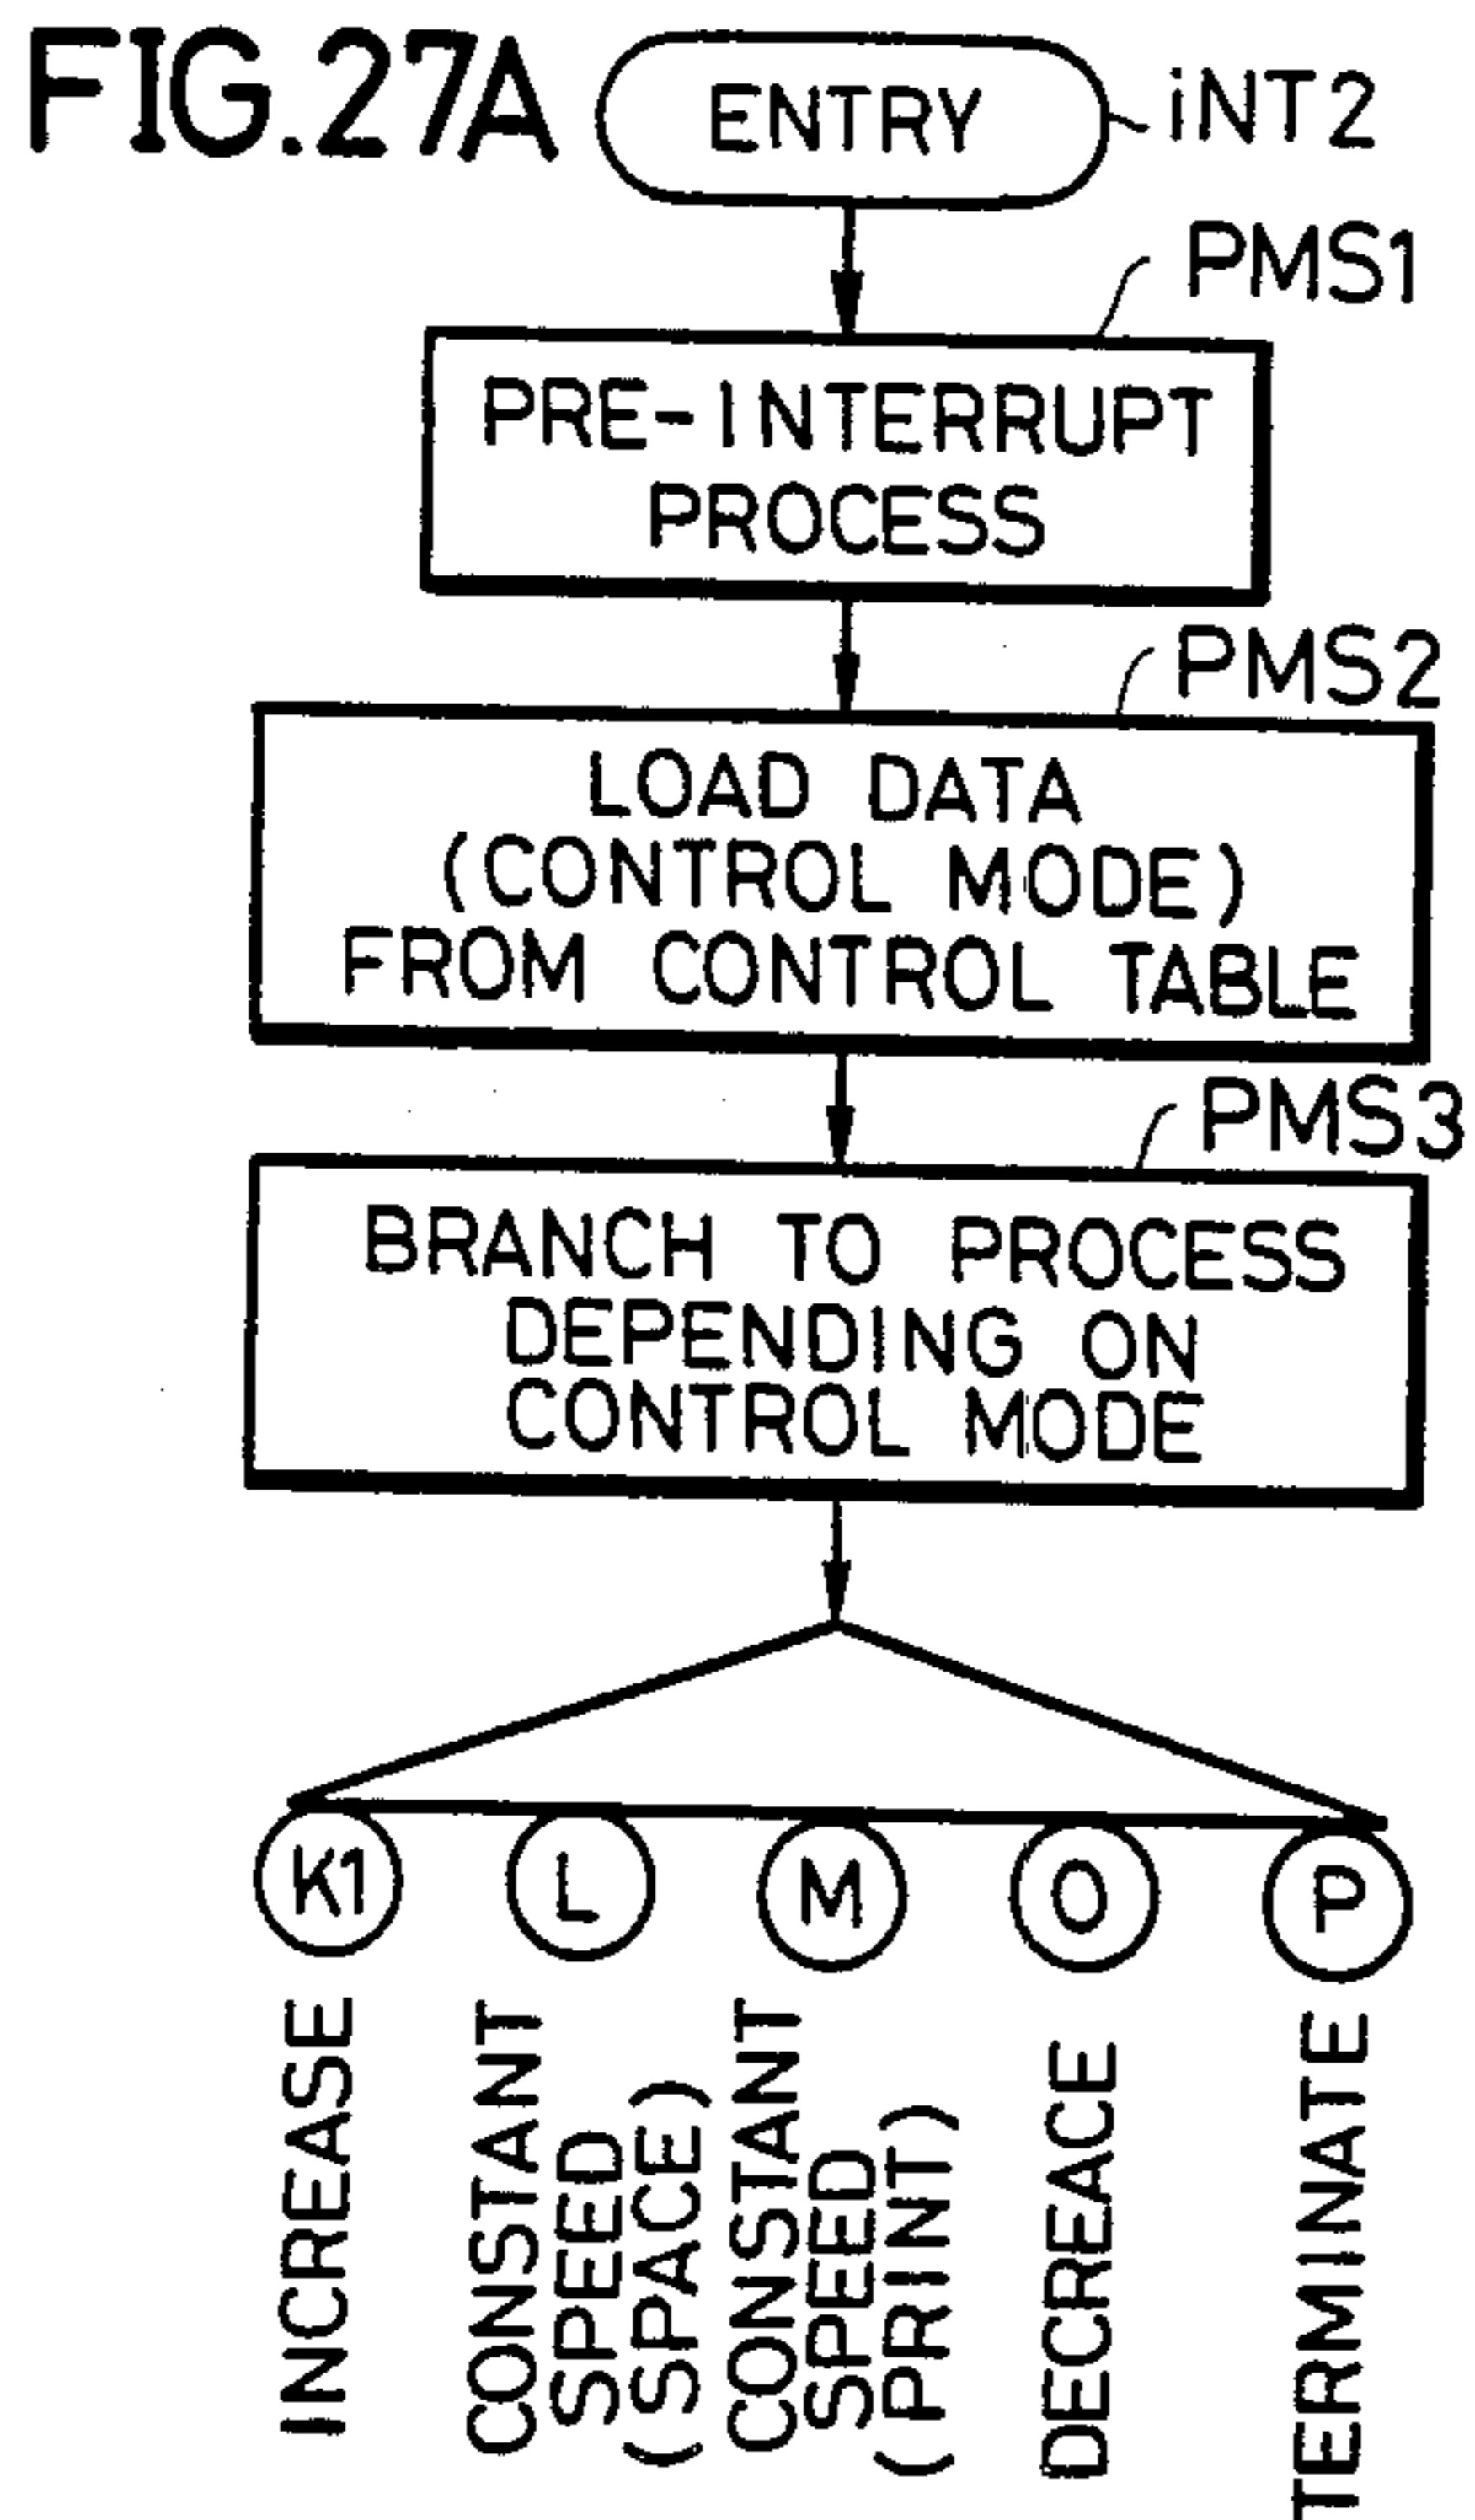 FIG.27A
ENTRY
iNT2
PMS1
PRE-INTERRUPT
PROCESS
PMS2
LOAD DATA
(CONTROL MODE)
FROM CONTROL TABLE
PMS3
BRANCH TO PROCESS
DEPENDING ON
CONTROL MODE
K1
L
M
O
P
INCREASE
CONSTANT
SPEED
(SPACE)
CONSTANT
SPEED
(PRINT)
DECREACE
TERMINATE